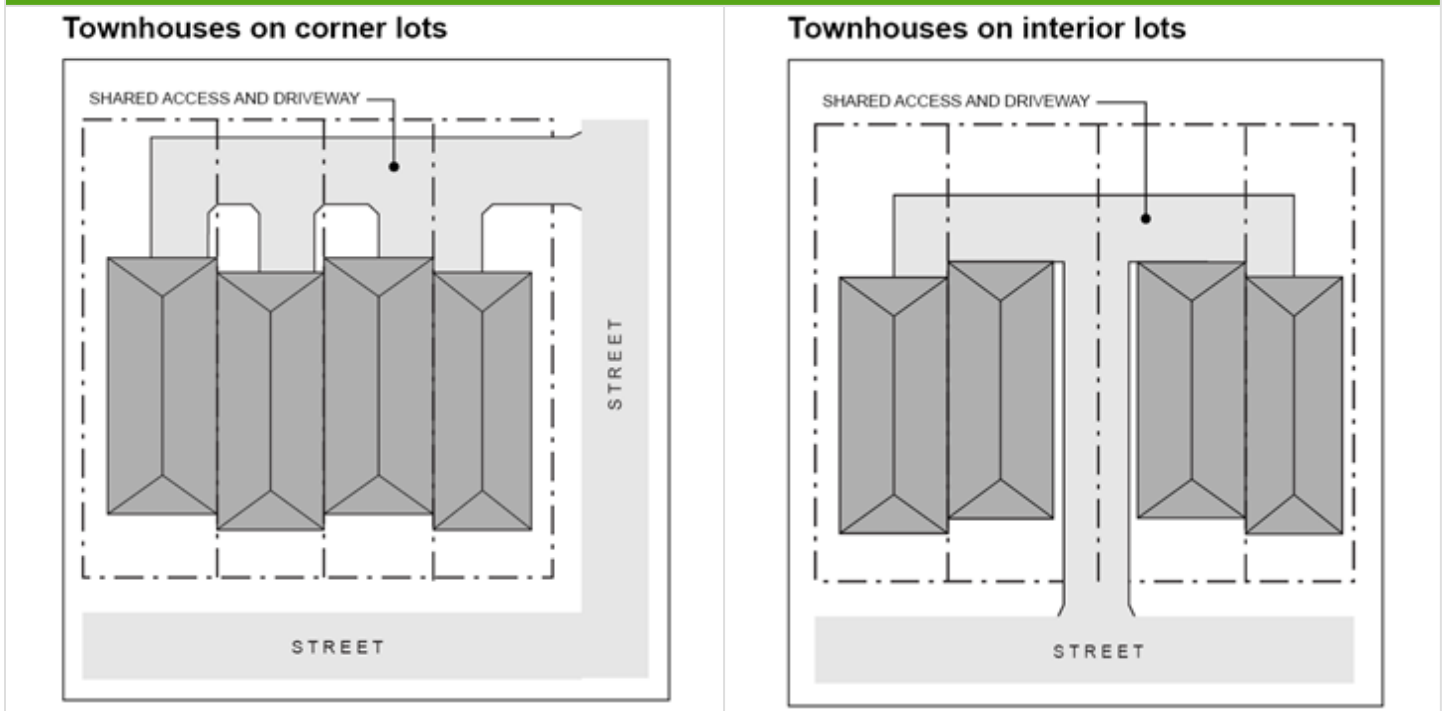 Townhouses on corner lots
SHARED ACCESS AND DRIVEWAY
STREET
STREET
Townhouses on interior lots
SHARED ACCESS AND DRIVEWAY
STREET